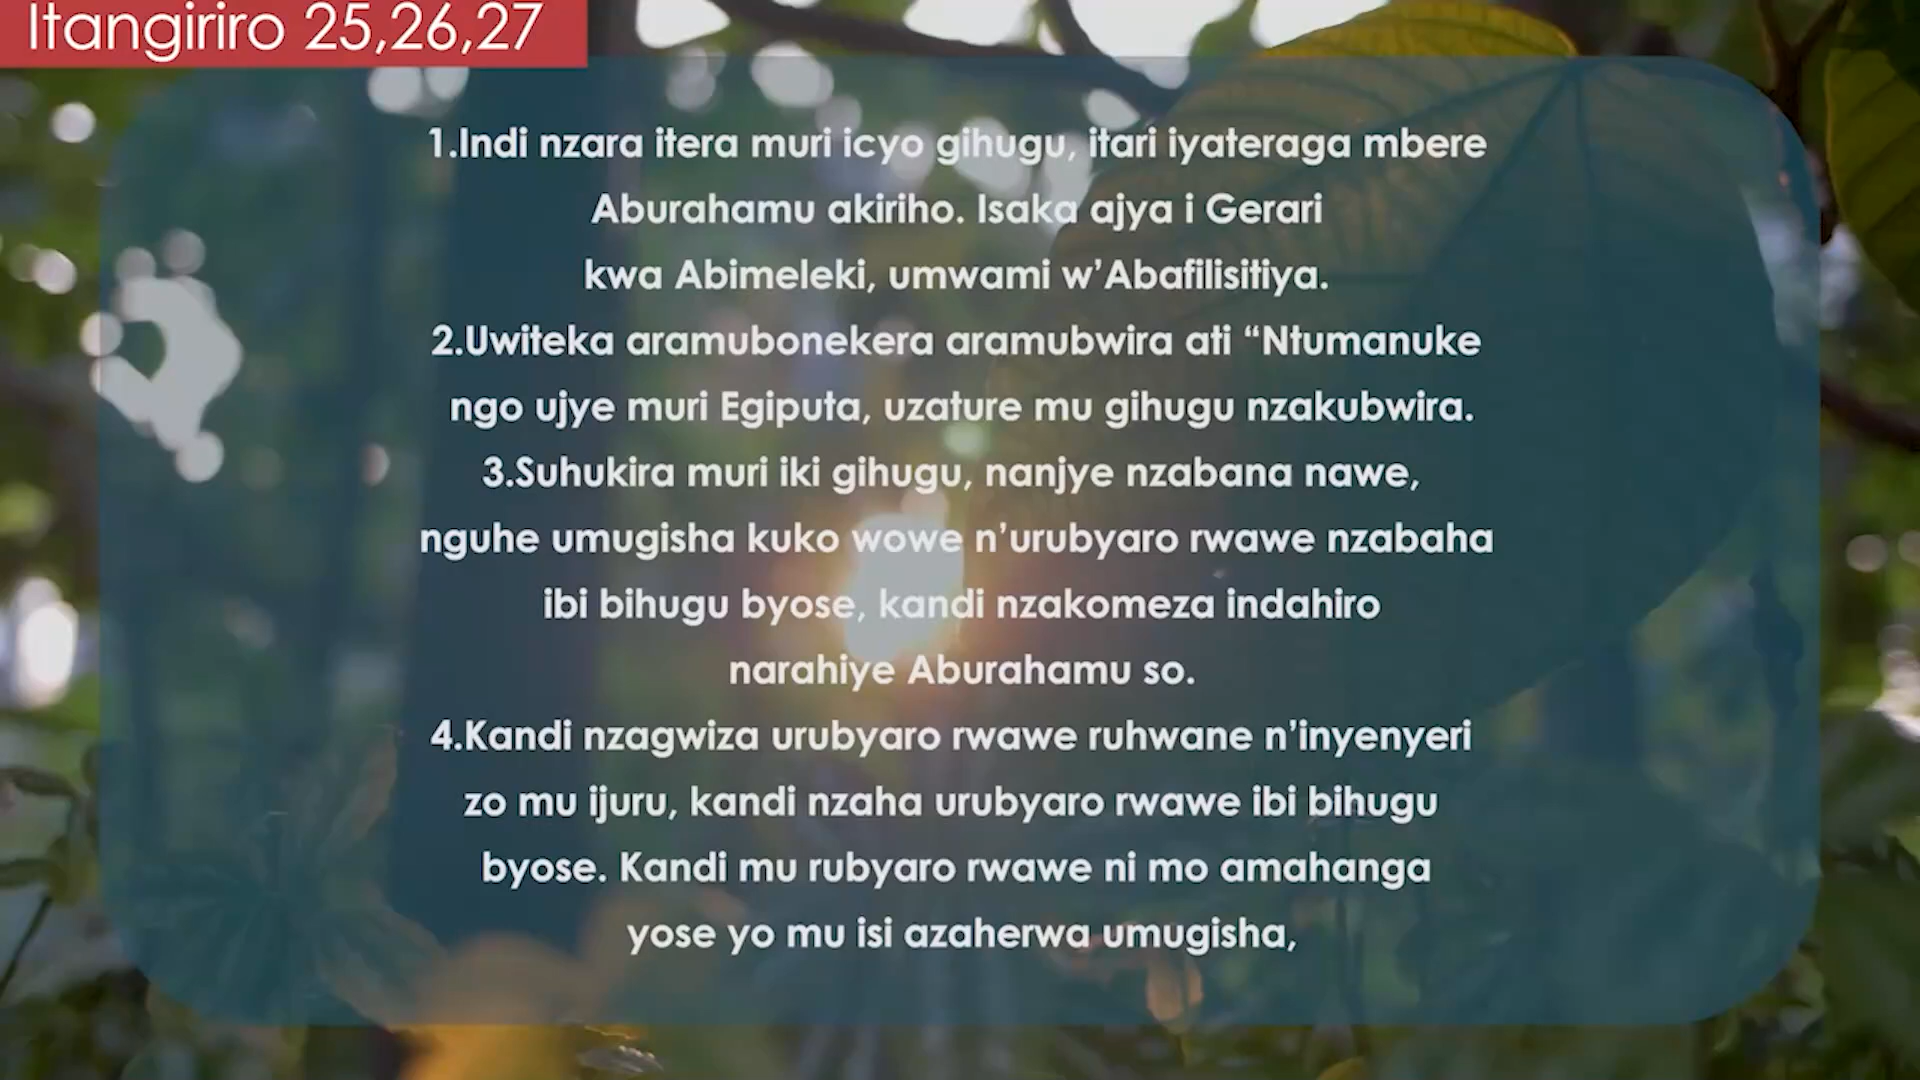 Itangiriro 25,26,27
1.Indi nzara itera muri icyo gihugu, itari iyateraga mbere
Aburahamu akiriho. Isaka ajya i Gerari
kwa Abimeleki, umwami w’Abafilisitiya.
2.Uwiteka aramubonekera aramubwira ati “Ntumanuke
ngo ujye muri Egiputa, uzature mu gihugu nzakubwira.
3.Suhukira muri iki gihugu, nanjye nzabana nawe,
nguhe umugisha kuko wowe n’urubyaro rwawe nzabaha
ibi bihugu byose, kandi nzakomeza indahiro
narahiye Aburahamu so.
4.Kandi nzagwiza urubyaro rwawe ruhwane n’inyenyeri
zo mu ijuru, kandi nzaha urubyaro rwawe ibi bihugu
byose. Kandi mu rubyaro rwawe ni mo amahanga
yose yo mu isi azaherwa umugisha,